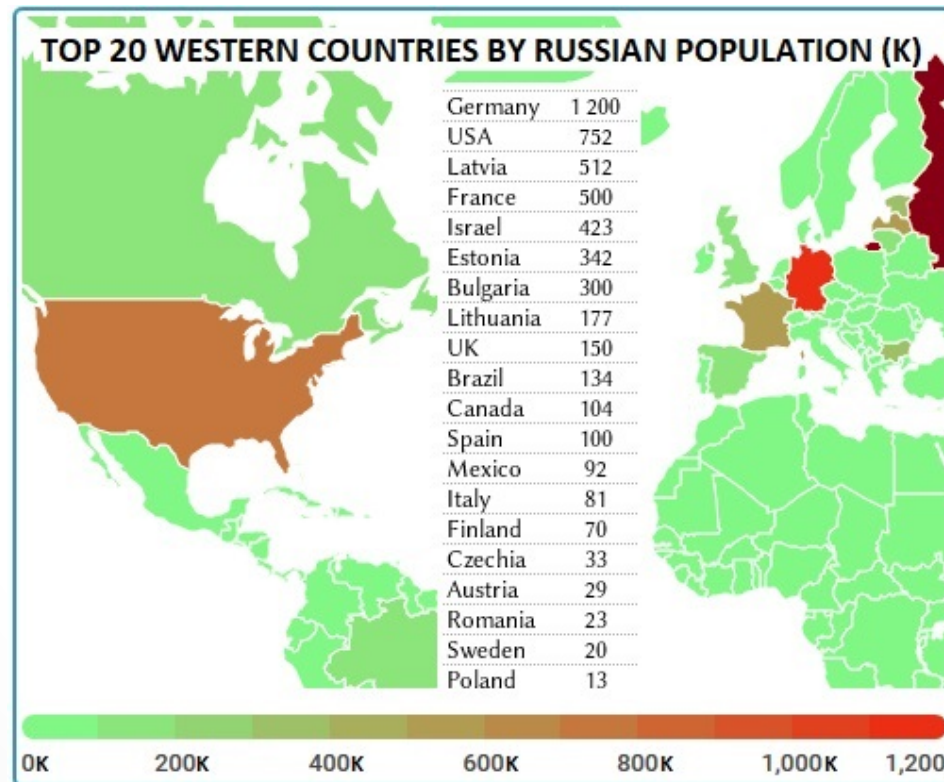 TOP 20 WESTERN COUNTRIES BY RUSSIAN POPULATION (K)
Germany 1 200
USA 752
Latvia 512
France 500
Israel 423
Estonia 342
Bulgaria 300
Lithuania 177
UK 150
Brazil 134
Canada 104
Spain 100
Mexico 92
Italy 81
Finland 70
Czechia 33
Austria 29
Romania 23
Sweden 20
Poland 13
0K 200K 400K 600K 800K 1,000K 1,200